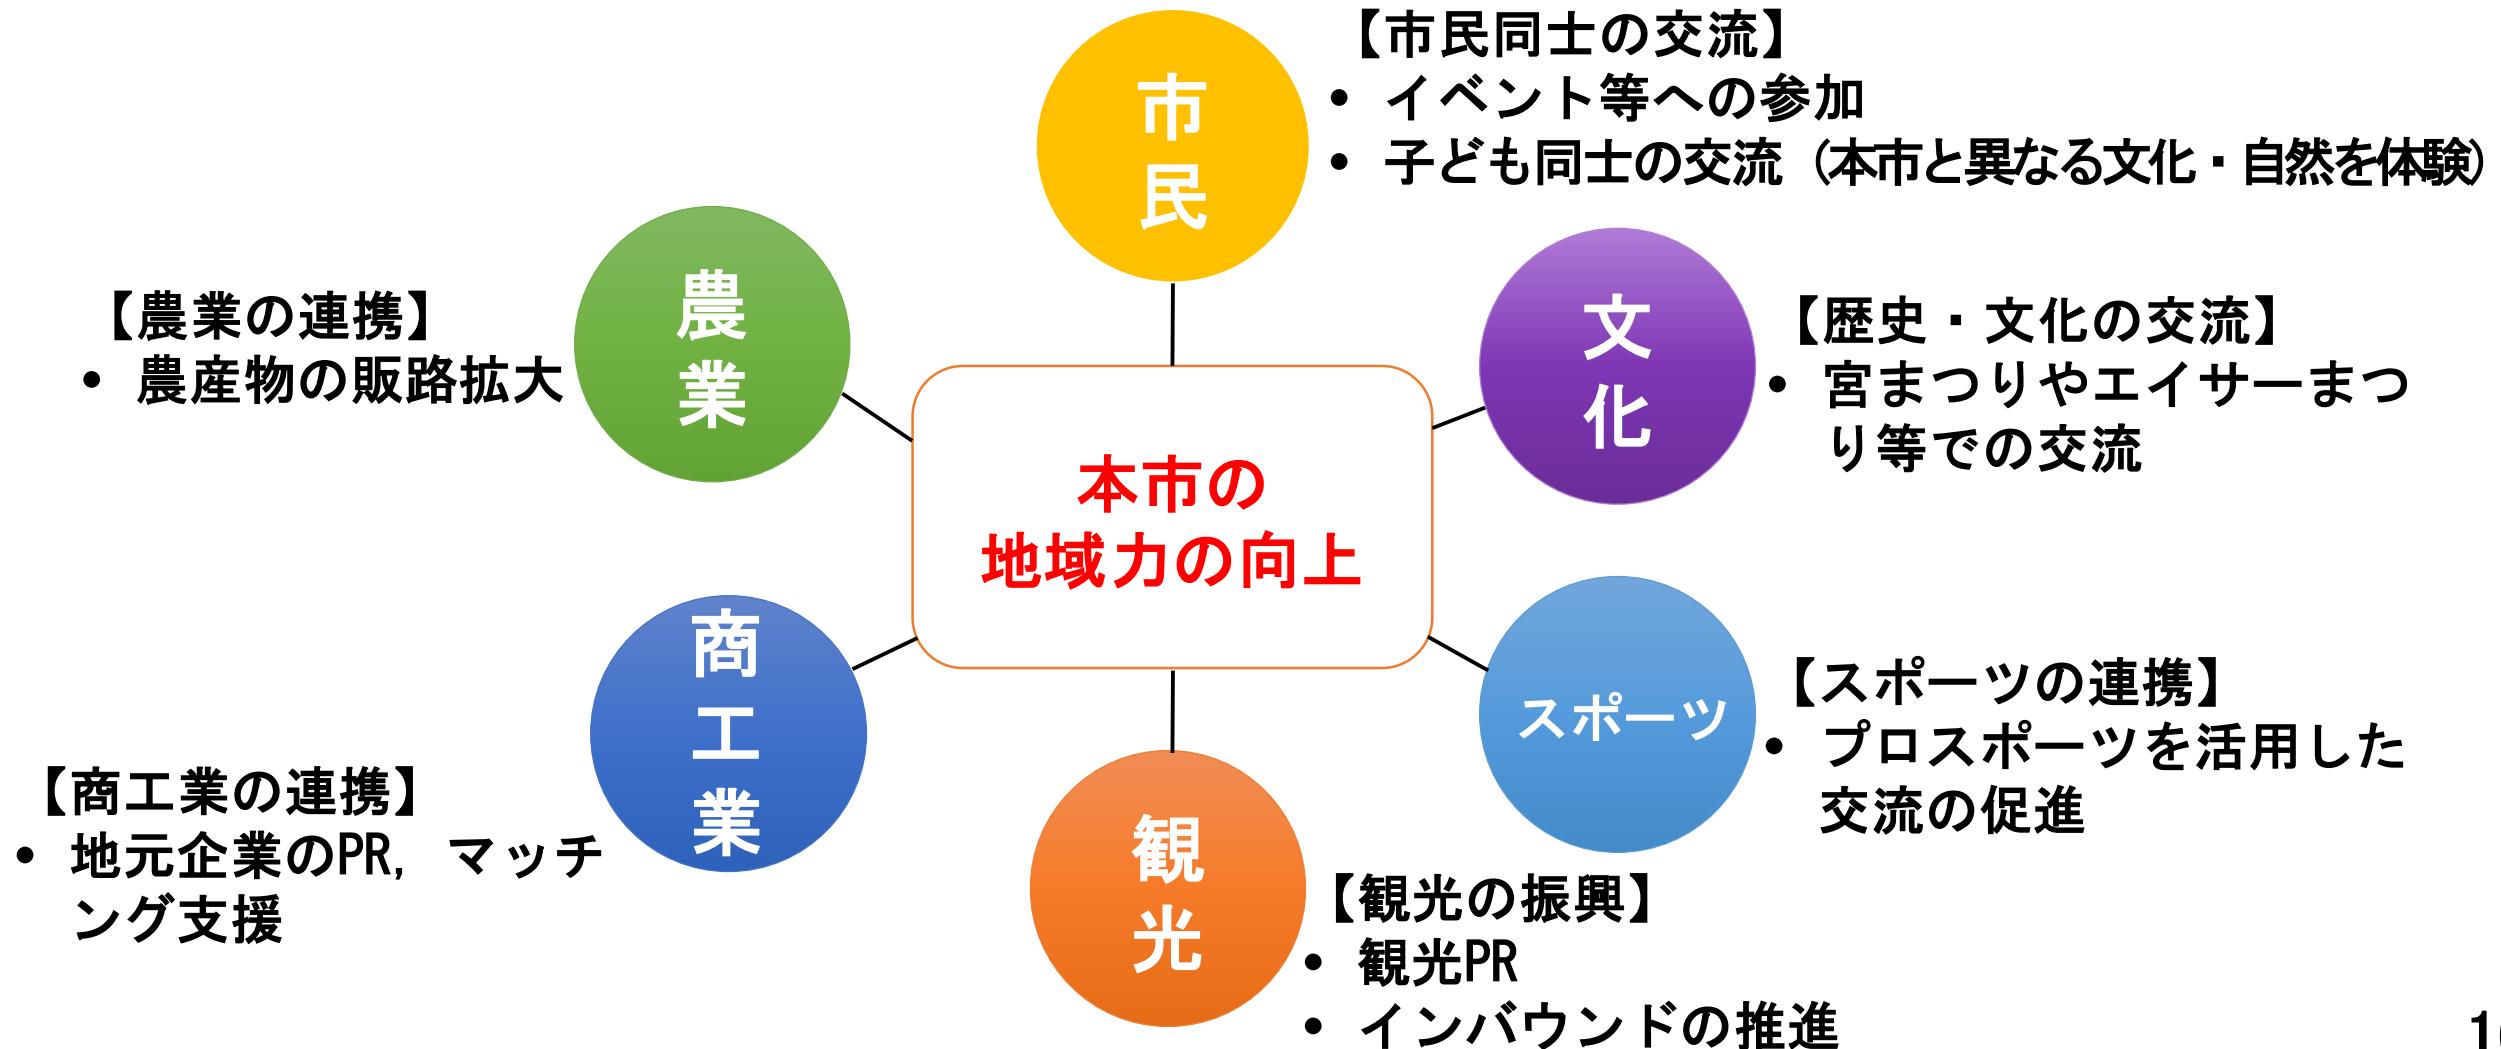 市民
【市民同士の交流】
• イベント等への参加
• 子ども同士の交流（本市と異なる文化・自然を体験）
農業
【農業の連携】
• 農産物の販路拡大
文化
【歴史・文化の交流】
• 宮まつりやエイサーまつ
り等での交流
本市の
地域力の向上
商工業
【商工業の連携】
• 地元企業のPR，マッチ
ング支援
スポーツ
【スポーツの連携】
• プロスポーツを活用した
交流の促進
観光
【観光の振興】
• 観光PR
• インバウンドの推進